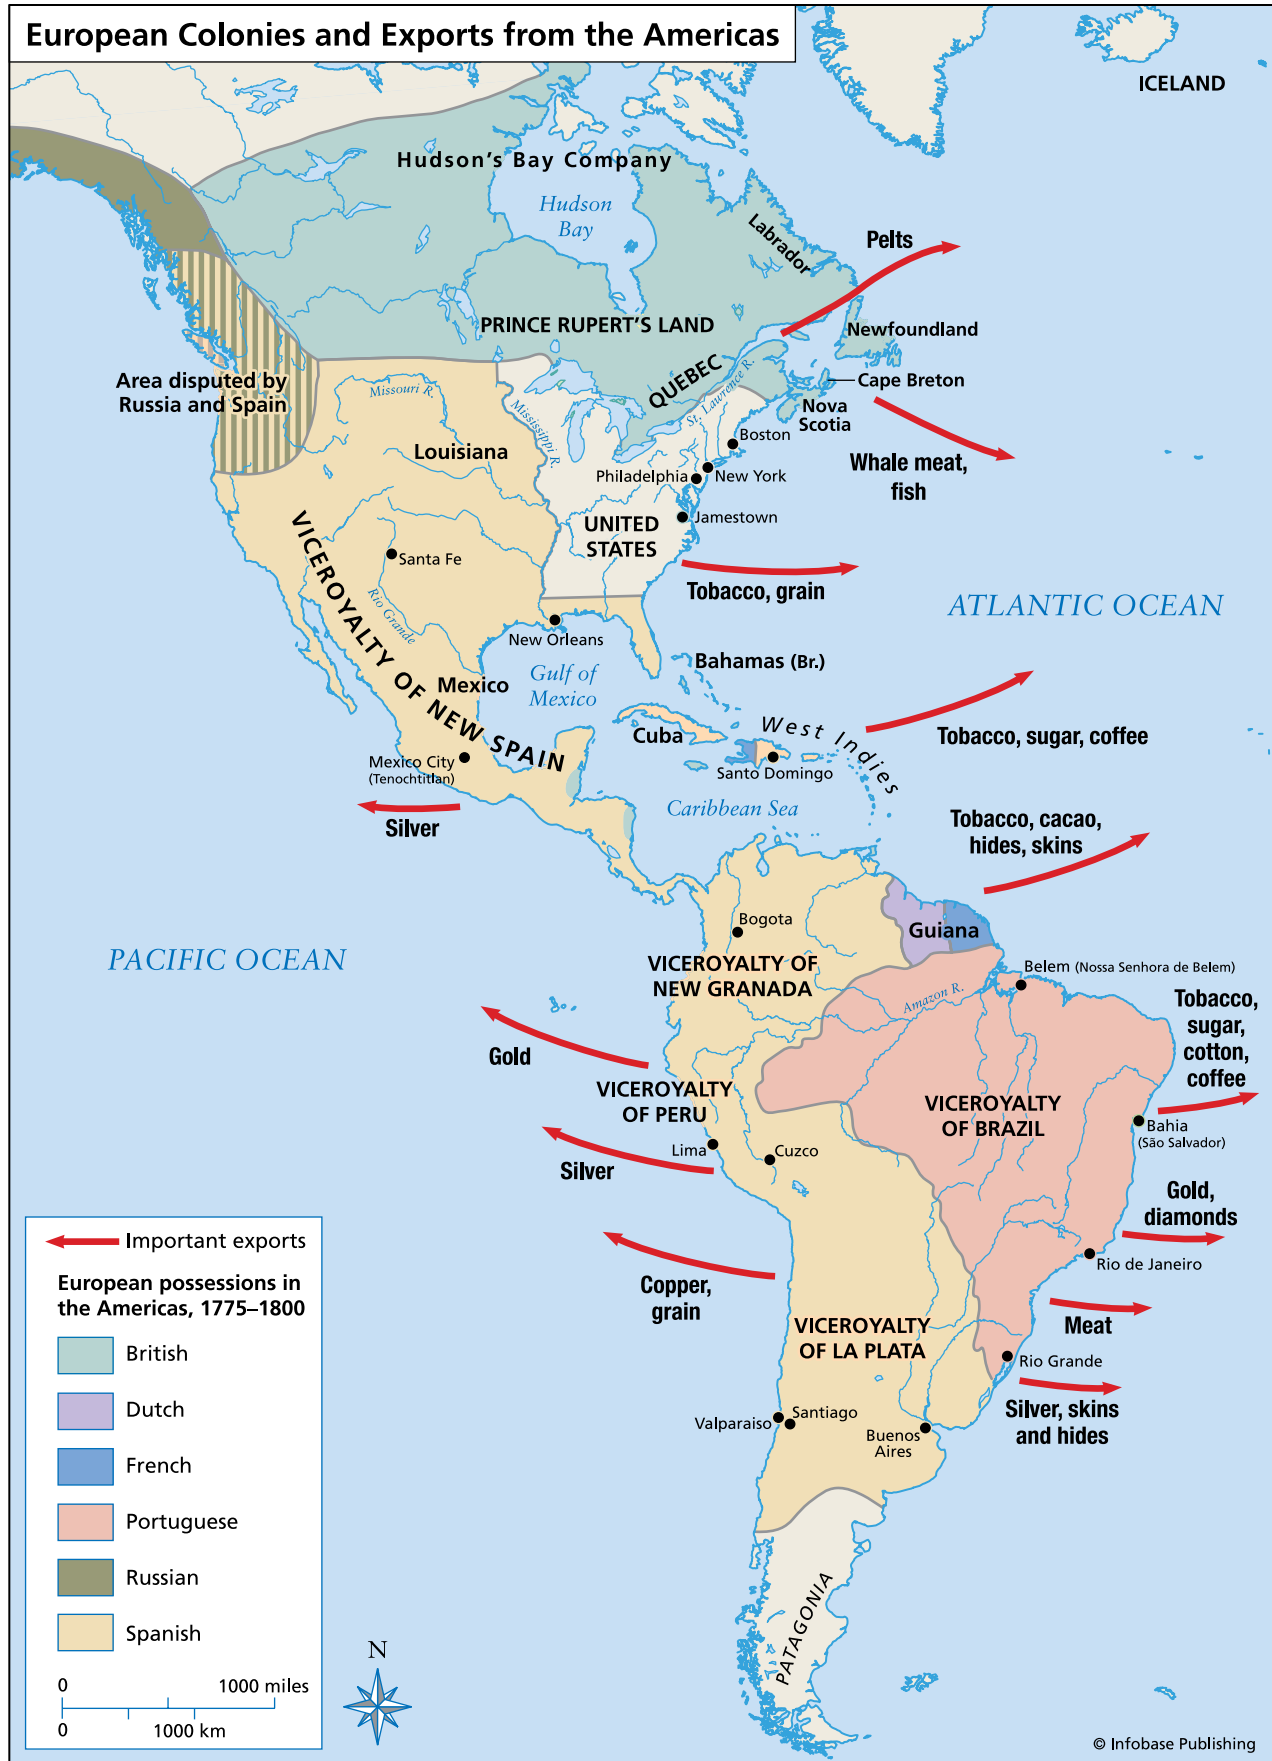 European Colonies and Exports from the Americas
ICELAND
Hudson's Bay Company
Hudson
Bay
Labrador
Pelts
PRINCE RUPERT'S LAND
Newfoundland
QUEBEC
St. Lawrence R.
Cape Breton
Nova
Scotia
Area disputed by
Russia and Spain
Missouri R.
Mississippi R.
Louisiana
Boston
Philadelphia
New York
Whale meat,
fish
UNITED
STATES
Jamestown
VICEROYALTY OF NEW SPAIN
Santa Fe
Rio Grande
Tobacco, grain
ATLANTIC OCEAN
New Orleans
Gulf of
Mexico
Bahamas (Br.)
Mexico
Cuba
West Indies
Tobacco, sugar, coffee
Mexico City
(Tenochtitlan)
Santo Domingo
Silver
Caribbean Sea
Tobacco, cacao,
hides, skins
Bogota
Guiana
PACIFIC OCEAN
VICEROYALTY OF
NEW GRANADA
Belem (Nossa Senhora de Belem)
Amazon R.
Tobacco,
sugar,
cotton,
coffee
Gold
VICEROYALTY
OF PERU
VICEROYALTY
OF BRAZIL
Bahia
(São Salvador)
Lima
Cuzco
Silver
Gold,
diamonds
Rio de Janeiro
Copper,
grain
Meat
VICEROYALTY
OF LA PLATA
Rio Grande
Silver, skins
and hides
Valparaiso
Santiago
Buenos
Aires
PATAGONIA
Important exports
European possessions in
the Americas, 1775–1800
British
Dutch
French
Portuguese
Russian
Spanish
0 1000 miles
0 1000 km
N
© Infobase Publishing